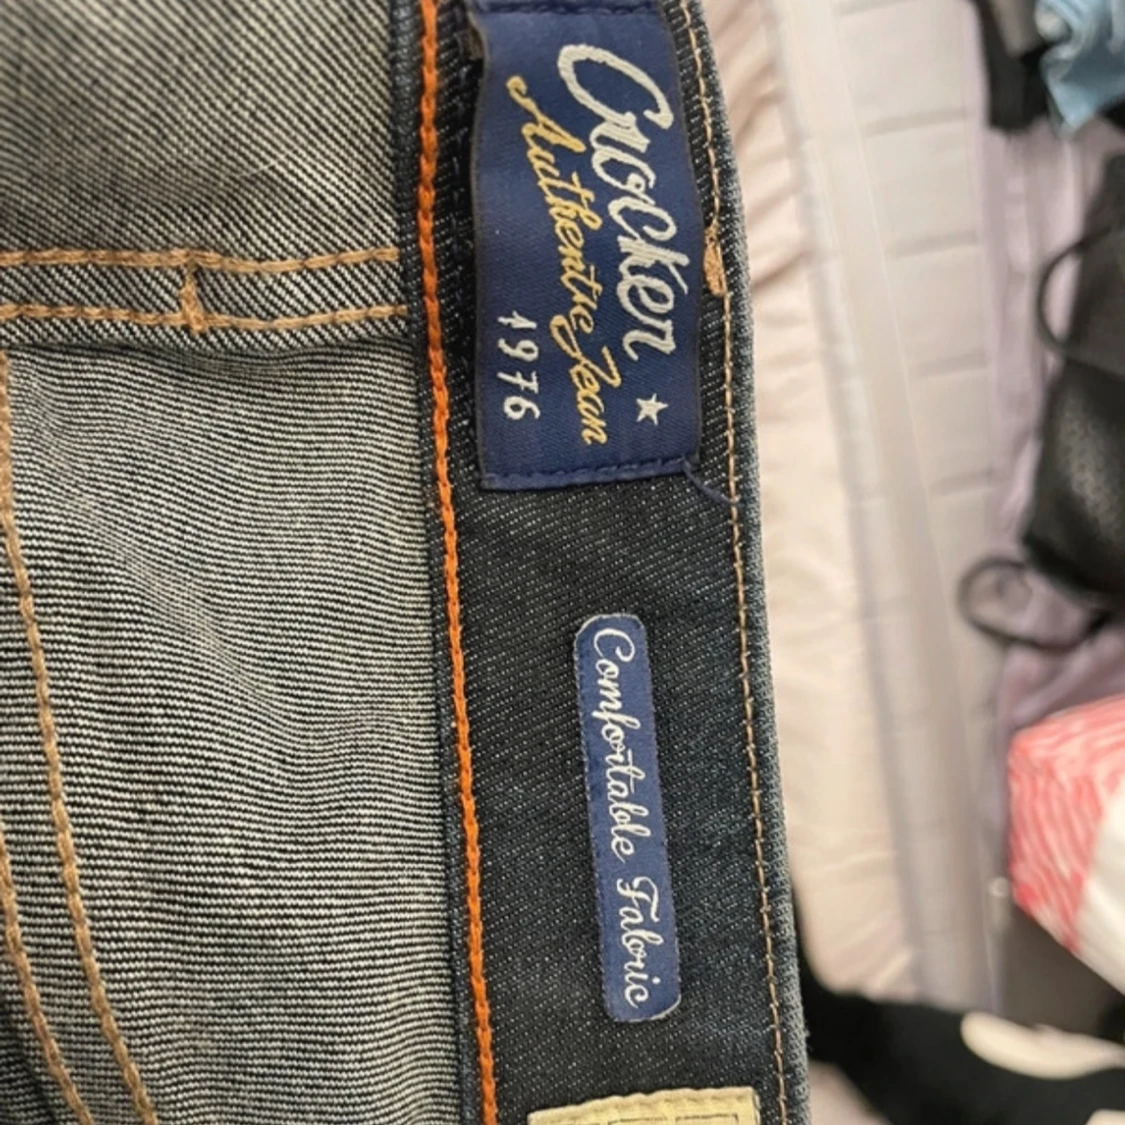 Crocker
Authentic Jean
1976
Comfortable Fabric